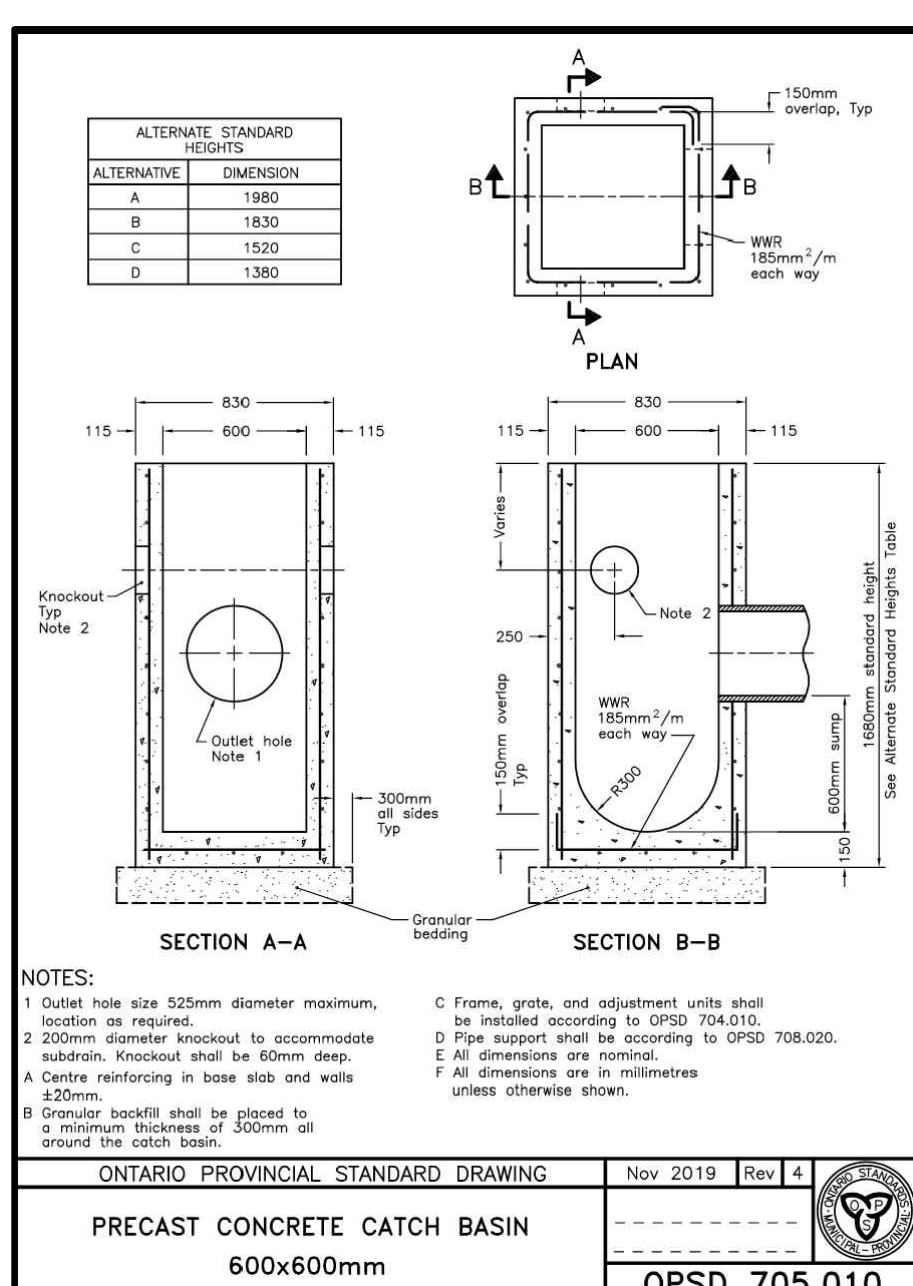 ALTERNATE STANDARD
HEIGHTS
ALTERNATIVE DIMENSION
A 1980
B 1830
C 1520
D 1380
A
150mm
overlap, Typ
B
B
WWR
185mm²/m
each way
A
PLAN
830
115 600 115
Knockout
Typ
Note 2
Outlet hole
Note 1
300mm
all sides
Typ
SECTION A-A
830
115 600 115
Varies
Note 2
250
WWR
185mm²/m
each way
150mm overlap
Typ
R300
600mm sump
150
1680mm standard height
See Alternate Standard Heights Table
Granular
bedding
SECTION B-B
NOTES:
1 Outlet hole size 525mm diameter maximum,
location as required.
2 200mm diameter knockout to accommodate
subdrain. Knockout shall be 60mm deep.
A Centre reinforcing in base slab and walls
±20mm.
B Granular backfill shall be placed to
a minimum thickness of 300mm all
around the catch basin.
C Frame, grate, and adjustment units shall
be installed according to OPSD 704.010.
D Pipe support shall be according to OPSD 708.020.
E All dimensions are nominal.
F All dimensions are in millimetres
unless otherwise shown.
ONTARIO PROVINCIAL STANDARD DRAWING
Nov 2019 Rev 4
ONTARIO STANDARDS
MUNICIPAL-PROVINCIAL
O P S
PRECAST CONCRETE CATCH BASIN
600x600mm
OPSD 705.010